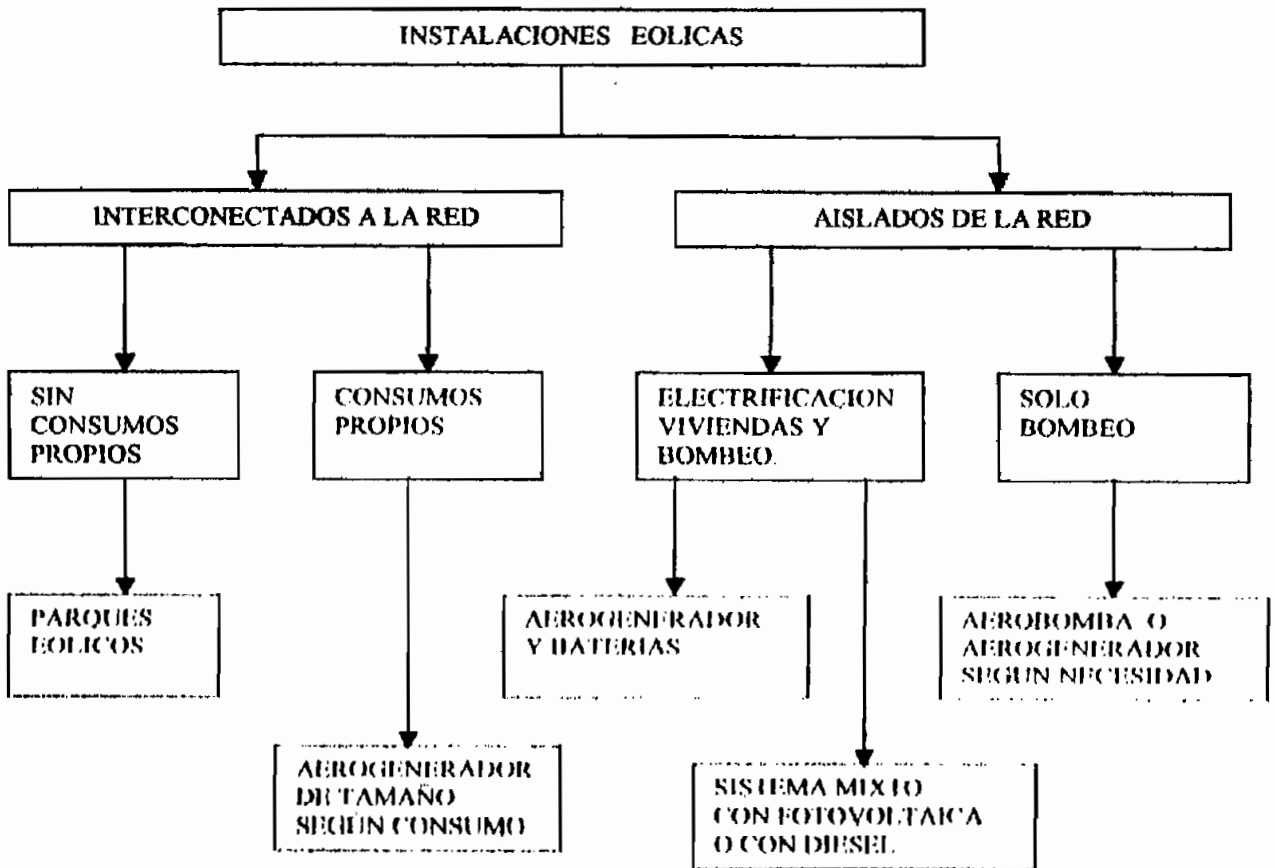 INSTALACIONES EOLICAS
INTERCONECTADOS A LA RED
AISLADOS DE LA RED
SIN
CONSUMOS
PROPIOS
CONSUMOS
PROPIOS
ELECTRIFICACION
VIVIENDAS Y
BOMBEO.
SOLO
BOMBEO
PARQUES
EOLICOS
AEROGENERADOR
Y BATERIAS
AEROBOMBA O
AEROGENERADOR
SEGUN NECESIDAD
AEROGENERADOR
DE TAMAÑO
SEGÚN CONSUMO
SISTEMA MIXTO
CON FOTOVOLTAICA
O CON DIESEL